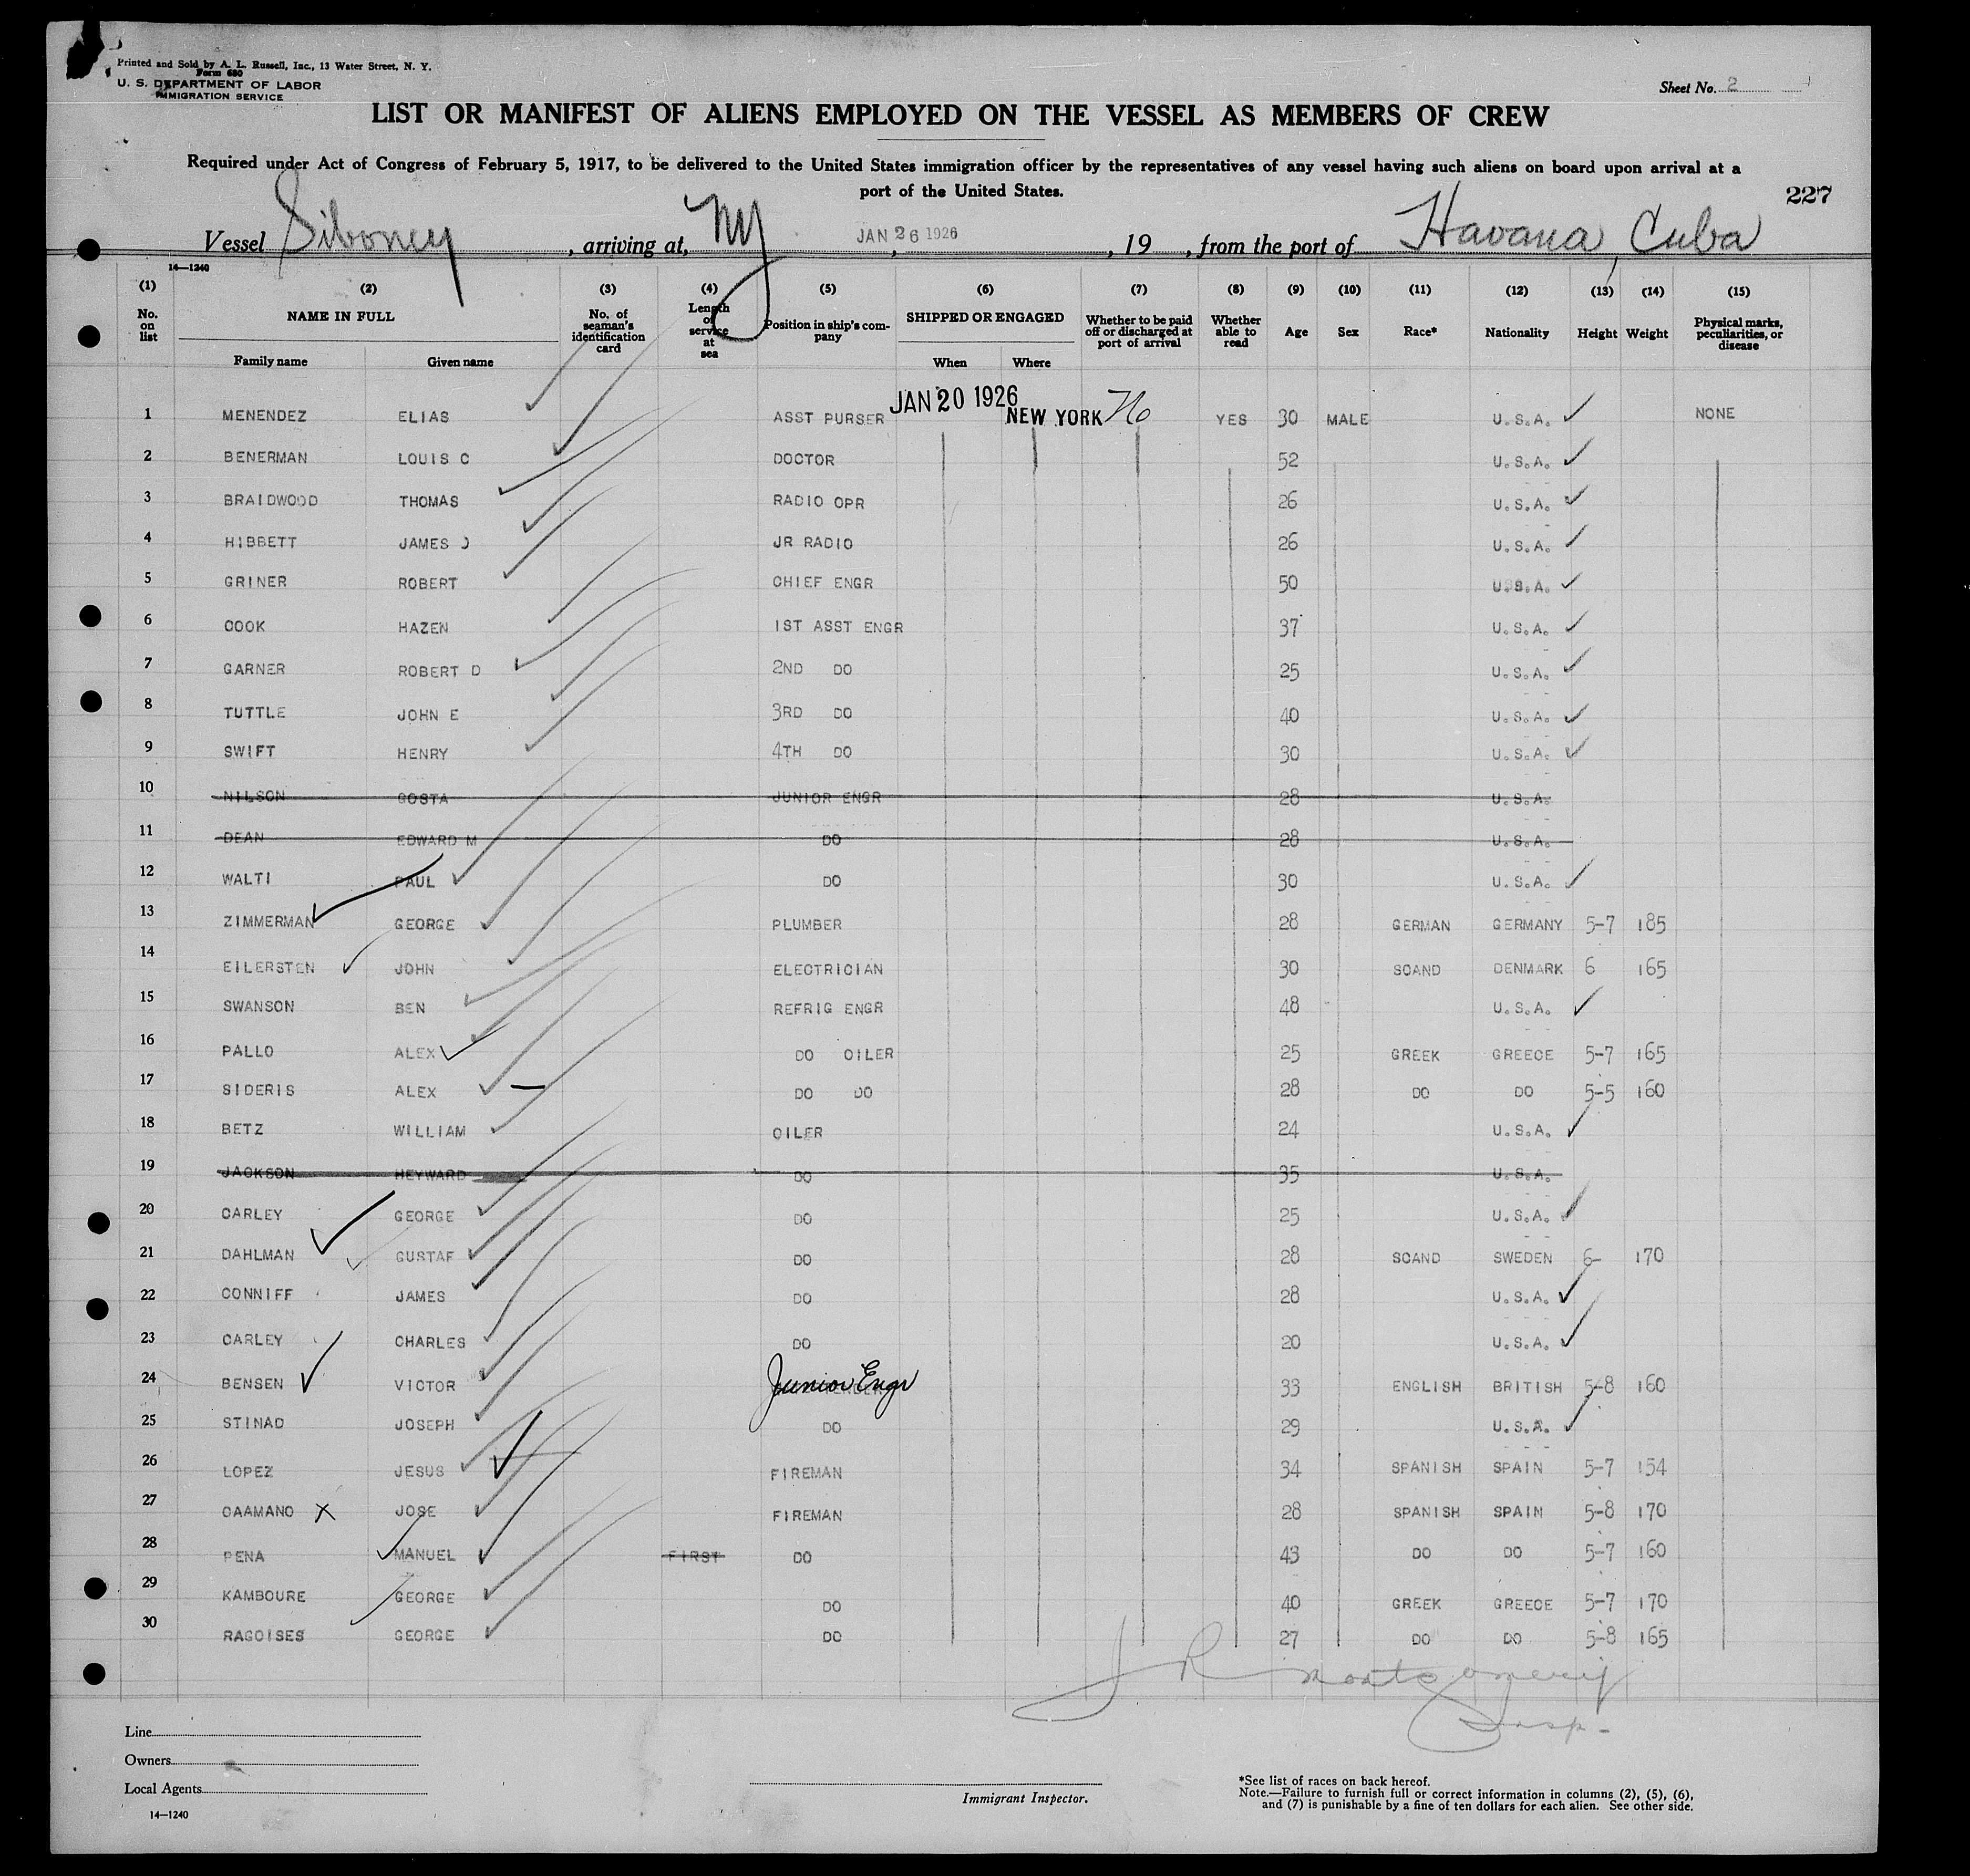 Printed and Sold by A. L. Russell, Inc., 13 Water Street, N. Y.
Form 680
U. S. DEPARTMENT OF LABOR
IMMIGRATION SERVICE
Sheet No. 2
LIST OR MANIFEST OF ALIENS EMPLOYED ON THE VESSEL AS MEMBERS OF CREW
Required under Act of Congress of February 5, 1917, to be delivered to the United States immigration officer by the representatives of any vessel having such aliens on board upon arrival at a
port of the United States.
227
Vessel Siboney, arriving at, NY JAN 26 1926, 19 , from the port of Havana, Cuba
14—1240
(1) (2) (3) (4) (5) (6) (7) (8) (9) (10) (11) (12) (13) (14) (15)
No. on list NAME IN FULL Family name Given name No. of seaman's identification card Length of service at sea Position in ship's company SHIPPED OR ENGAGED When Where Whether to be paid off or discharged at port of arrival Whether able to read Age Sex Race* Nationality Height Weight Physical marks, peculiarities, or disease
1 MENENDEZ ELIAS ASST PURSER JAN 20 1926 NEW YORK No YES 30 MALE U.S.A. NONE
2 BENERMAN LOUIS C DOCTOR 52 U.S.A.
3 BRAIDWOOD THOMAS RADIO OPR 26 U.S.A.
4 HIBBETT JAMES J JR RADIO 26 U.S.A.
5 GRINER ROBERT CHIEF ENGR 50 U.S.A.
6 COOK HAZEN 1ST ASST ENGR 37 U.S.A.
7 GARNER ROBERT D 2ND DO 25 U.S.A.
8 TUTTLE JOHN E 3RD DO 40 U.S.A.
9 SWIFT HENRY 4TH DO 30 U.S.A.
10 NILSON GOSTA JUNIOR ENGR 28 U.S.A.
11 DEAN EDWARD M DO 28 U.S.A.
12 WALTI PAUL DO 30 U.S.A.
13 ZIMMERMAN GEORGE PLUMBER 28 GERMAN GERMANY 5-7 185
14 EILERSTEN JOHN ELECTRICIAN 30 SCAND DENMARK 6 165
15 SWANSON BEN REFRIG ENGR 48 U.S.A.
16 PALLO ALEX DO OILER 25 GREEK GREECE 5-7 165
17 SIDERIS ALEX DO DO 28 DO DO 5-5 160
18 BETZ WILLIAM OILER 24 U.S.A.
19 JACKSON HEYWARD DO 35 U.S.A.
20 CARLEY GEORGE DO 25 U.S.A.
21 DAHLMAN GUSTAF DO 28 SCAND SWEDEN 6- 170
22 CONNIFF JAMES DO 28 U.S.A.
23 CARLEY CHARLES DO 20 U.S.A.
24 BENSEN VICTOR Junior Engr 33 ENGLISH BRITISH 5-8 160
25 STINAD JOSEPH DO 29 U.S.A.
26 LOPEZ JESUS FIREMAN 34 SPANISH SPAIN 5-7 154
27 CAAMANO X JOSE FIREMAN 28 SPANISH SPAIN 5-8 170
28 PENA MANUEL FIRST DO 43 DO DO 5-7 160
29 KAMBOURE GEORGE DO 40 GREEK GREECE 5-7 170
30 RAGOISES GEORGE DO 27 DO DO 5-8 165
J R Montgomery
Insp.
Line
Owners
Local Agents
14—1240
Immigrant Inspector.
*See list of races on back hereof.
Note.—Failure to furnish full or correct information in columns (2), (5), (6),
and (7) is punishable by a fine of ten dollars for each alien. See other side.